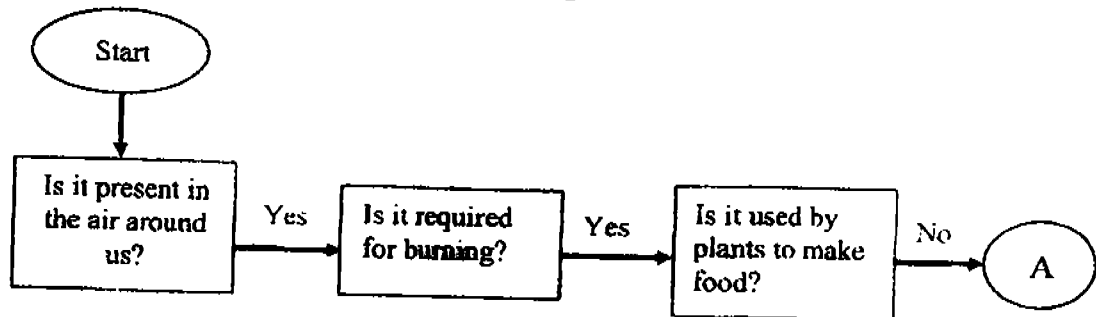 Start
Is it present in
the air around
us?
Yes
Is it required
for burning?
Yes
Is it used by
plants to make
food?
No
A